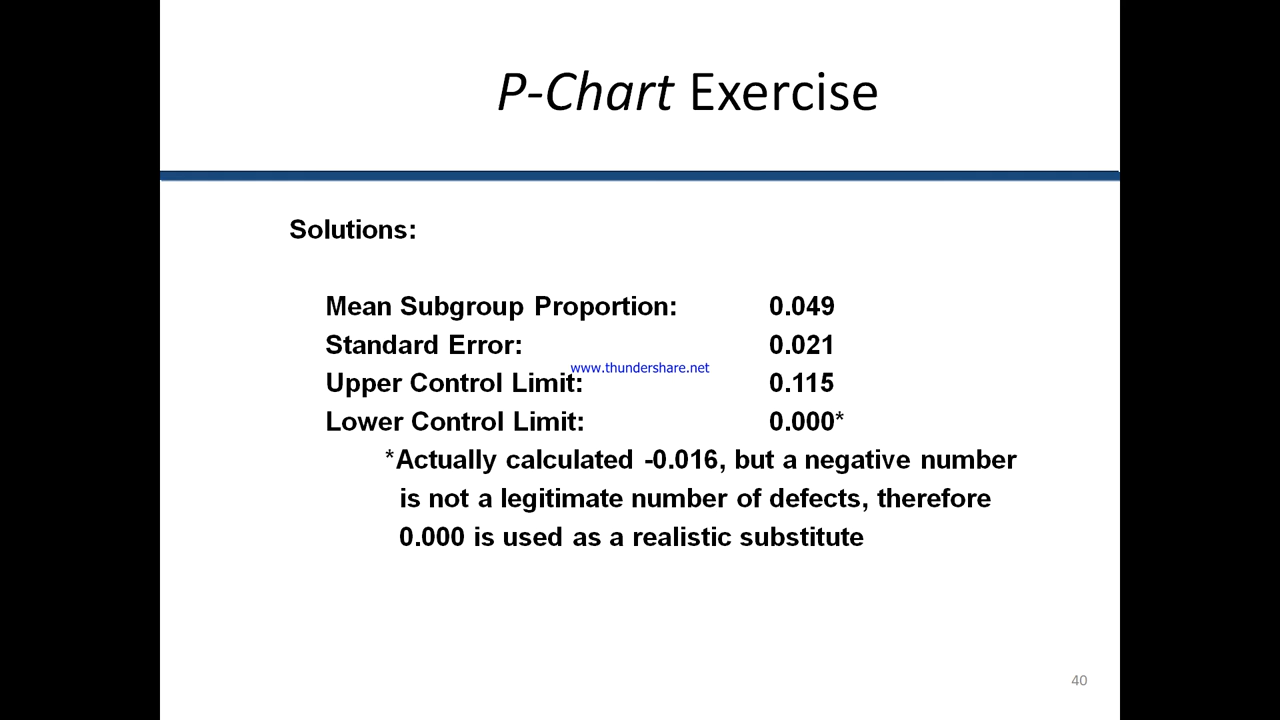 P-Chart Exercise
Solutions:
Mean Subgroup Proportion: 0.049
Standard Error: 0.021
www.thundershare.net
Upper Control Limit: 0.115
Lower Control Limit: 0.000*
*Actually calculated -0.016, but a negative number
is not a legitimate number of defects, therefore
0.000 is used as a realistic substitute
40